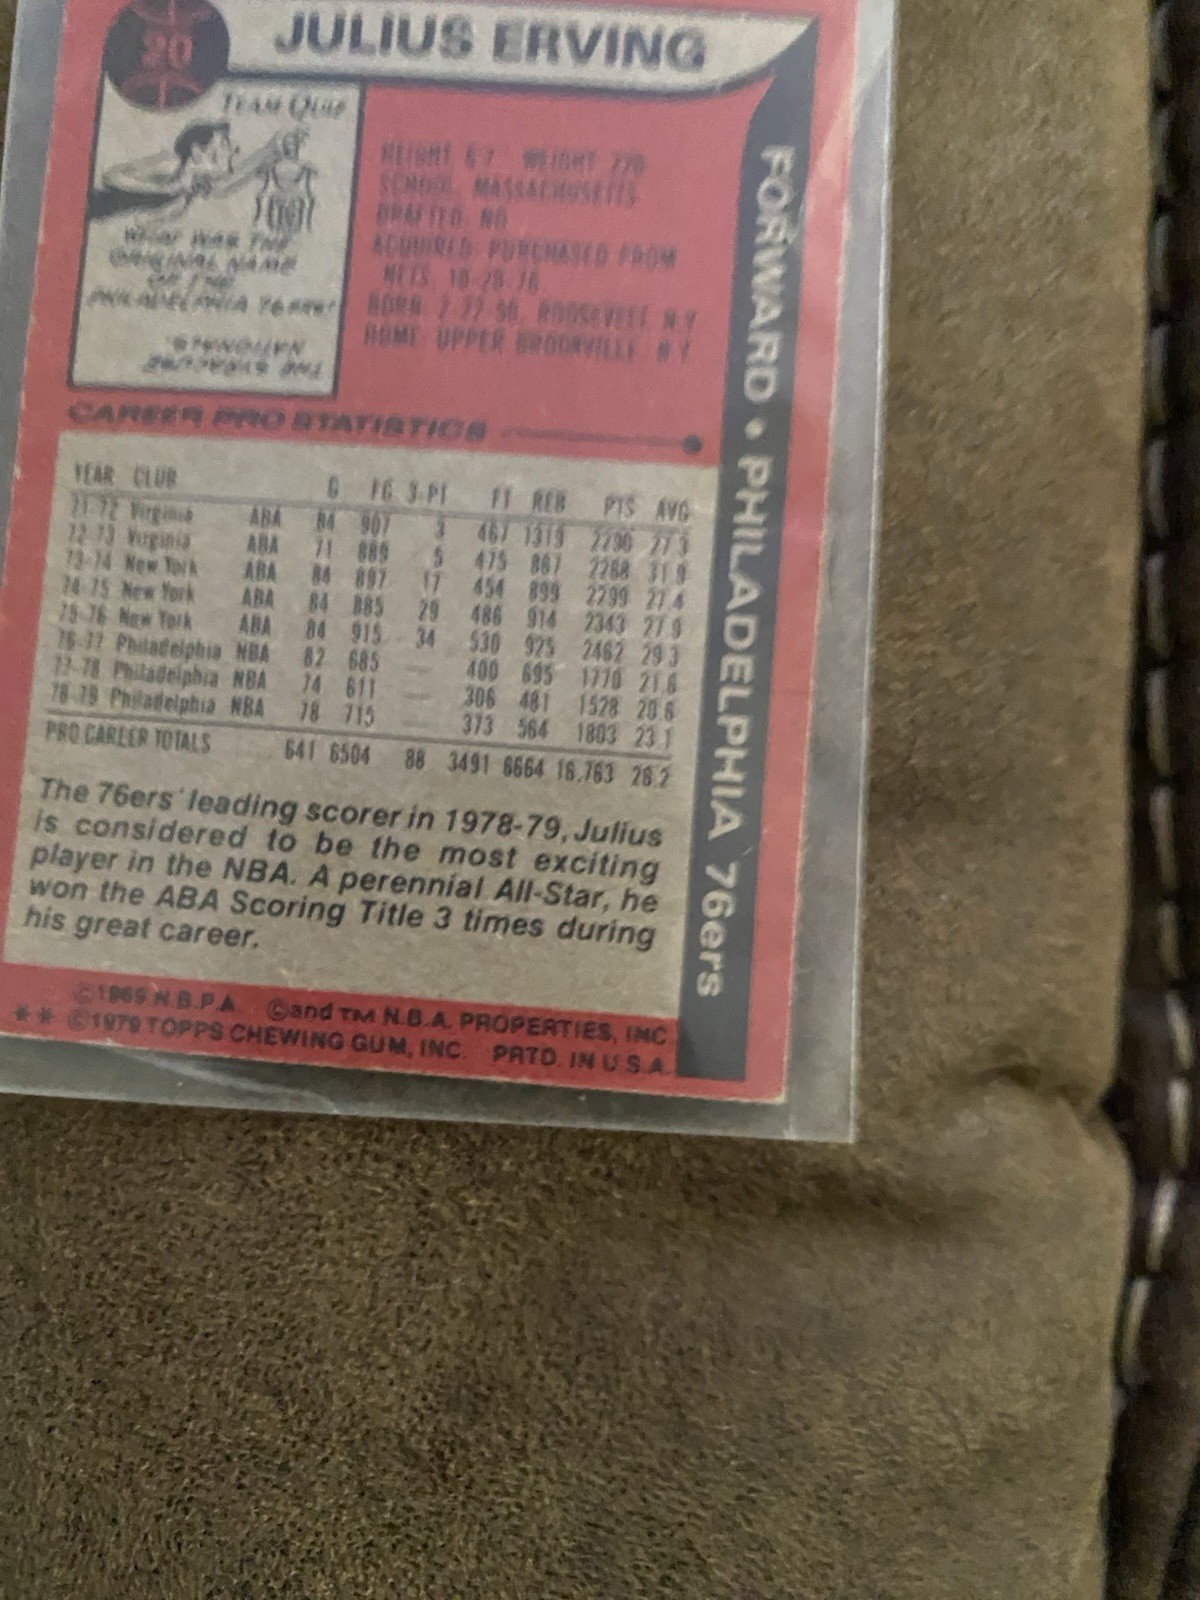 20
JULIUS ERVING
TEAM QUIZ
WHAT WAS THE
ORIGINAL NAME
OF THE
PHILADELPHIA 76ERS?
THE SYRACUSE
NATIONALS.
HEIGHT 6-7 WEIGHT 220
SCHOOL: MASSACHUSETTS
DRAFTED: NO
ACQUIRED: PURCHASED FROM
NETS, 10-20-76
BORN: 2-22-50, ROOSEVELT, N.Y.
HOME: UPPER BROOKVILLE, N.Y.
FORWARD • PHILADELPHIA 76ers
CAREER PRO STATISTICS
YEAR CLUB G FG 3-PT FT REB PTS AVG
71-72 Virginia ABA 84 907 3 467 1319 2290 27.3
72-73 Virginia ABA 71 889 5 475 867 2268 31.9
73-74 New York ABA 84 897 17 454 899 2299 27.4
74-75 New York ABA 84 885 29 486 914 2343 27.9
75-76 New York ABA 84 915 34 530 925 2462 29.3
76-77 Philadelphia NBA 82 685 — 400 695 1770 21.6
77-78 Philadelphia NBA 74 611 — 306 481 1528 20.6
78-79 Philadelphia NBA 78 715 — 373 564 1803 23.1
PRO CAREER TOTALS 641 6504 88 3491 6664 16,763 26.2
The 76ers' leading scorer in 1978-79, Julius
is considered to be the most exciting
player in the NBA. A perennial All-Star, he
won the ABA Scoring Title 3 times during
his great career.
©1969 N.B.P.A. ©and TM N.B.A. PROPERTIES, INC.
** ©1979 TOPPS CHEWING GUM, INC. PRTD. IN U.S.A.